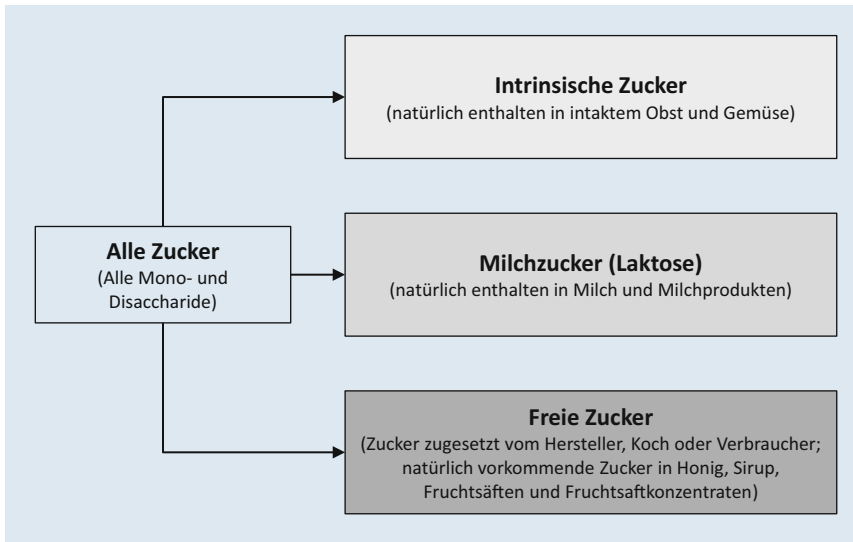 Intrinsische Zucker
(natürlich enthalten in intaktem Obst und Gemüse)
Alle Zucker
(Alle Mono- und
Disaccharide)
Milchzucker (Laktose)
(natürlich enthalten in Milch und Milchprodukten)
Freie Zucker
(Zucker zugesetzt vom Hersteller, Koch oder Verbraucher;
natürlich vorkommende Zucker in Honig, Sirup,
Fruchtsäften und Fruchtsaftkonzentraten)